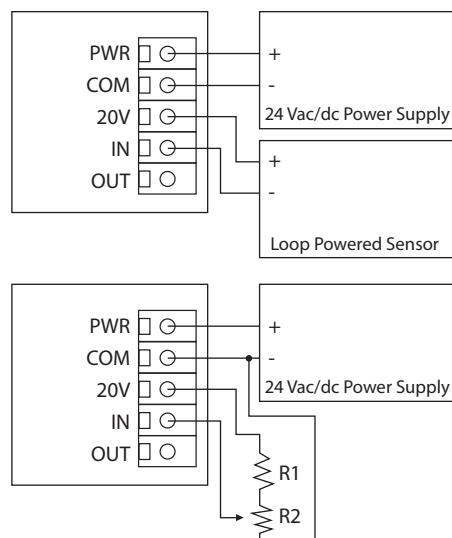 PWR
COM
20V
IN
OUT
+
-
24 Vac/dc Power Supply
+
-
Loop Powered Sensor
PWR
COM
20V
IN
OUT
+
-
24 Vac/dc Power Supply
R1
R2